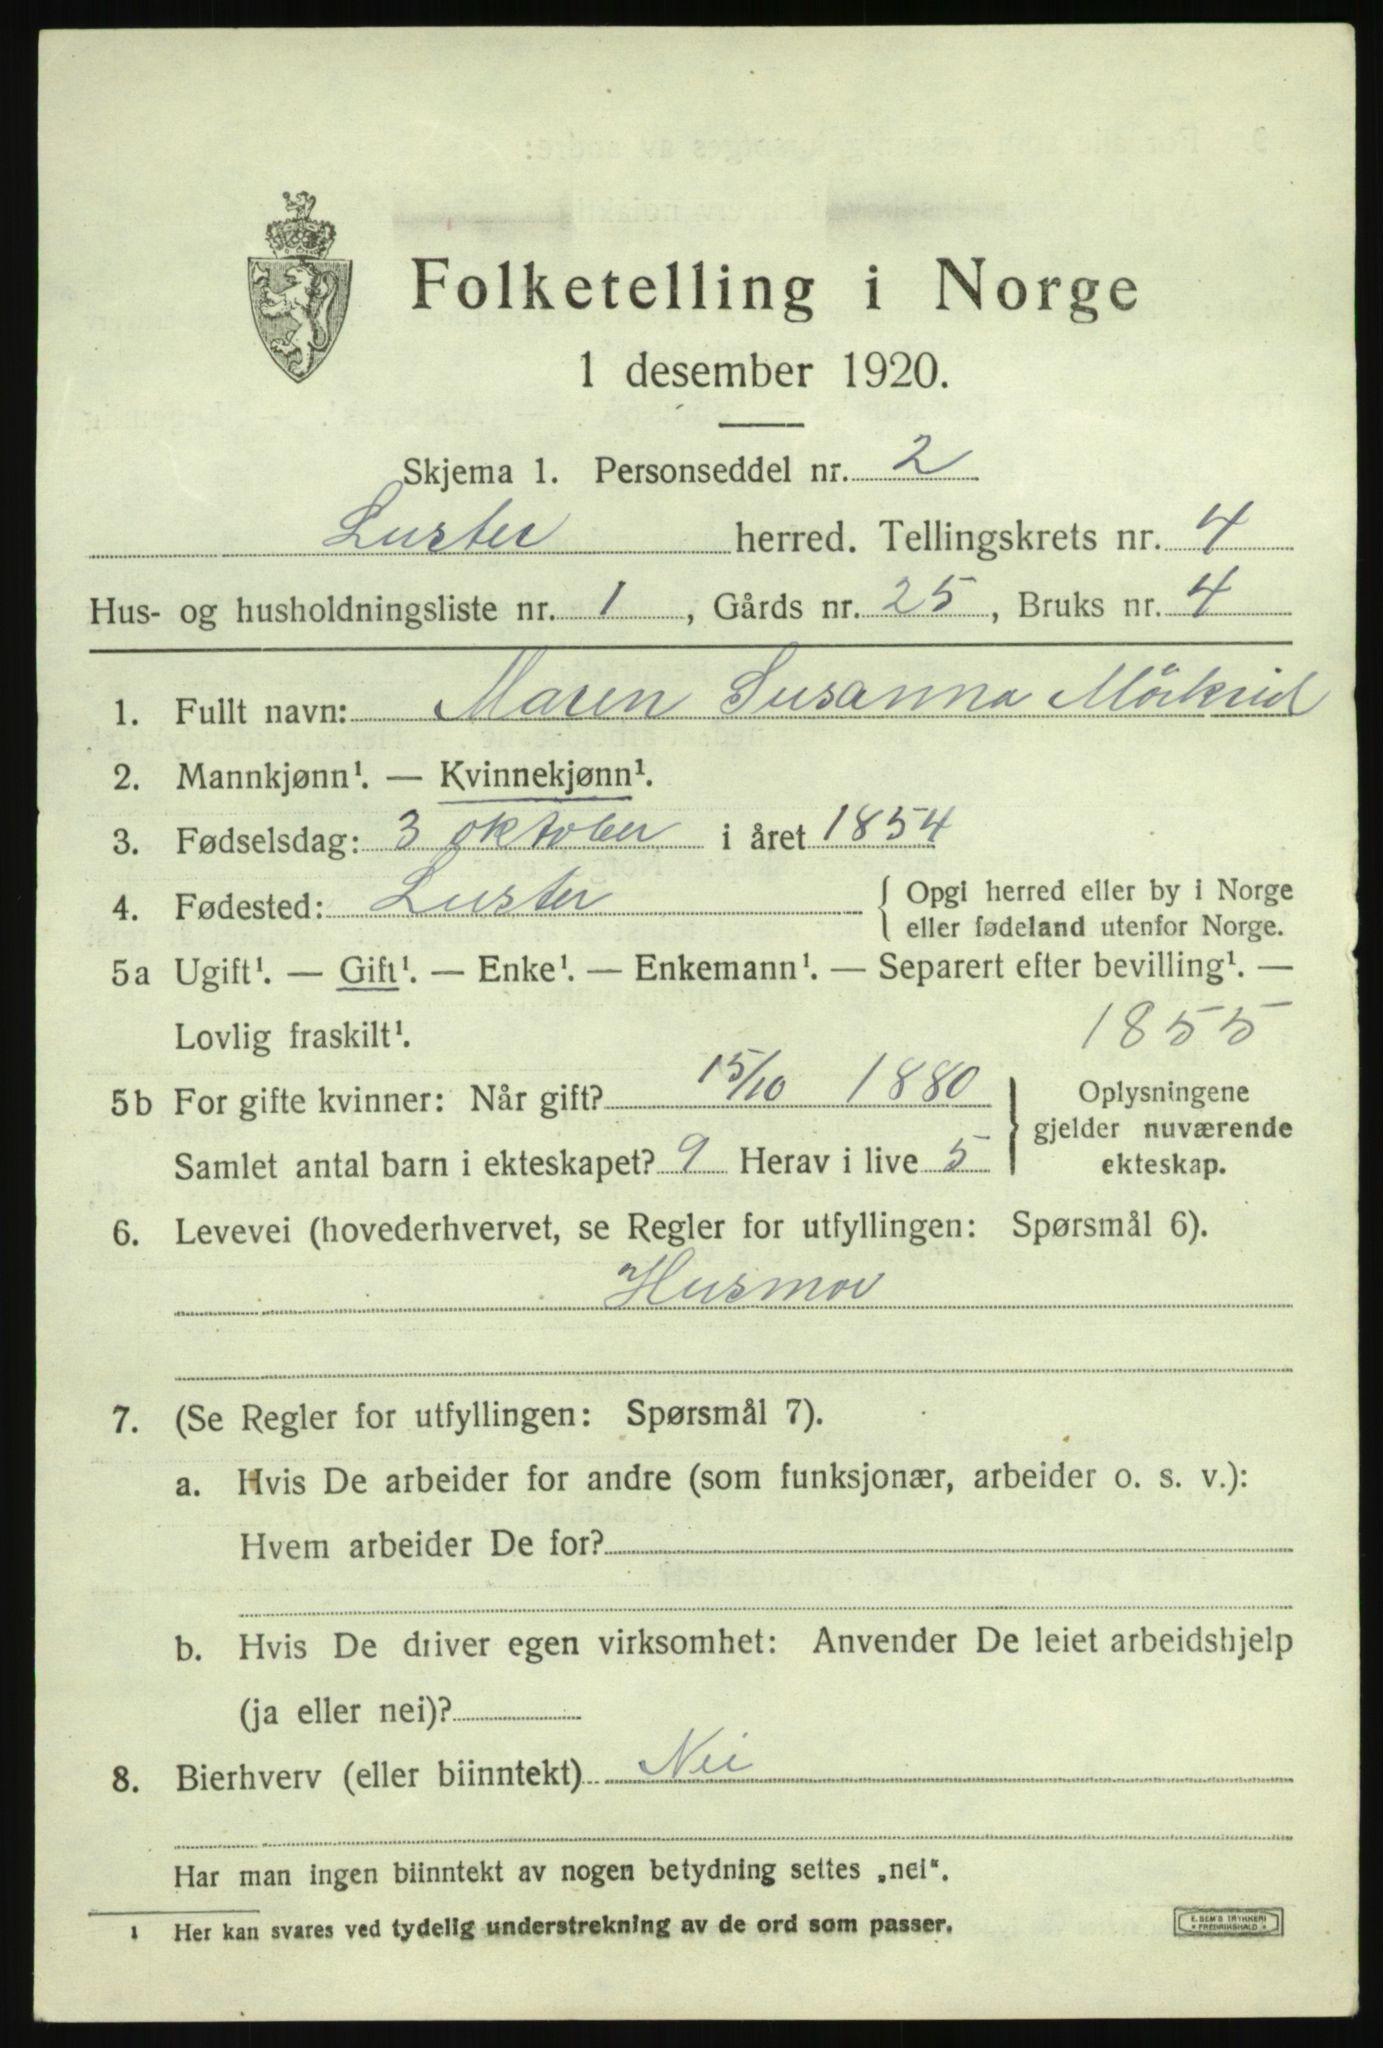 Folketelling i Norge
1 desember 1920.
Skjema 1. Personseddel nr. 2
Luster herred. Tellingskrets nr. 4
Hus- og husholdningsliste nr. 1, Gårds nr. 25, Bruks nr. 4
1. Fullt navn: Maren Susanna Mörkrid
2. Mannkjønn¹. — Kvinnekjønn¹.
3. Fødselsdag: 3 oktober i året 1854
4. Fødested: Luster { Opgi herred eller by i Norge
eller fødeland utenfor Norge.
5a Ugift¹. — Gift¹. — Enke¹. — Enkemann¹. — Separert efter bevilling¹. —
Lovlig fraskilt¹. 1855
5b For gifte kvinner: Når gift? 15/10 1880 } Oplysningene
gjelder nuværende
Samlet antal barn i ekteskapet? 9 Herav i live 5 ekteskap.
6. Levevei (hovederhvervet, se Regler for utfyllingen: Spørsmål 6).
Husmor
7. (Se Regler for utfyllingen: Spørsmål 7).
a. Hvis De arbeider for andre (som funksjonær, arbeider o. s. v.):
Hvem arbeider De for?
b. Hvis De driver egen virksomhet: Anvender De leiet arbeidshjelp
(ja eller nei)?
8. Bierhverv (eller biinntekt) Nei
Har man ingen biinntekt av nogen betydning settes „nei".
1 Her kan svares ved tydelig understrekning av de ord som passer.
E. SEM'S TRYKKERI
* FREDRIKSHALD *